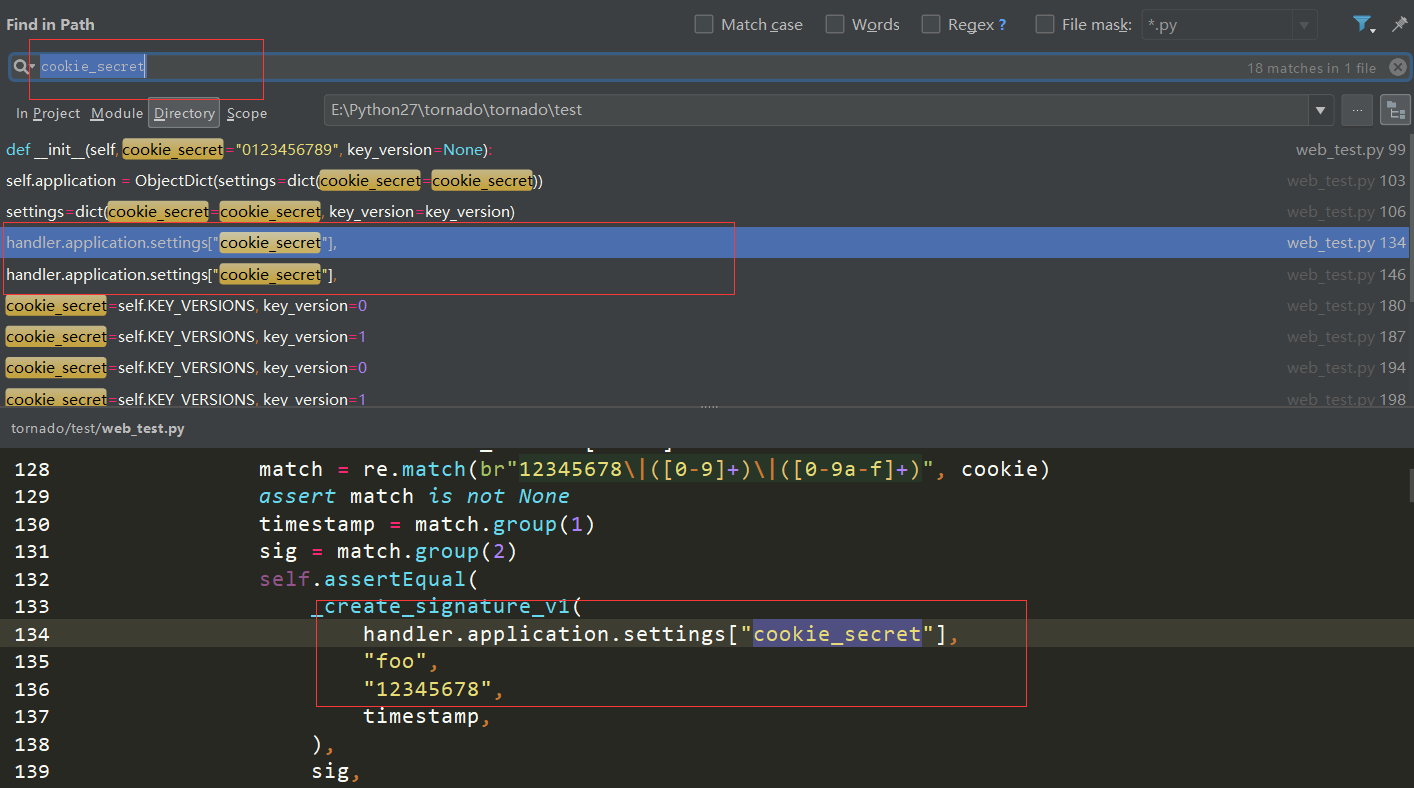 Find in Path Match case Words Regex ? File mask: *.py
cookie_secret 18 matches in 1 file
In Project Module Directory Scope E:\Python27\tornado\tornado\test ...
def __init__(self, cookie_secret="0123456789", key_version=None): web_test.py 99
self.application = ObjectDict(settings=dict(cookie_secret=cookie_secret)) web_test.py 103
settings=dict(cookie_secret=cookie_secret, key_version=key_version) web_test.py 106
handler.application.settings["cookie_secret"], web_test.py 134
handler.application.settings["cookie_secret"], web_test.py 146
cookie_secret=self.KEY_VERSIONS, key_version=0 web_test.py 180
cookie_secret=self.KEY_VERSIONS, key_version=1 web_test.py 187
cookie_secret=self.KEY_VERSIONS, key_version=0 web_test.py 194
cookie_secret=self.KEY_VERSIONS, key_version=1 web_test.py 198
tornado/test/web_test.py
128 match = re.match(br"12345678\|([0-9]+)\|([0-9a-f]+)", cookie)
129 assert match is not None
130 timestamp = match.group(1)
131 sig = match.group(2)
132 self.assertEqual(
133 _create_signature_v1(
134 handler.application.settings["cookie_secret"],
135 "foo",
136 "12345678",
137 timestamp,
138 ),
139 sig,